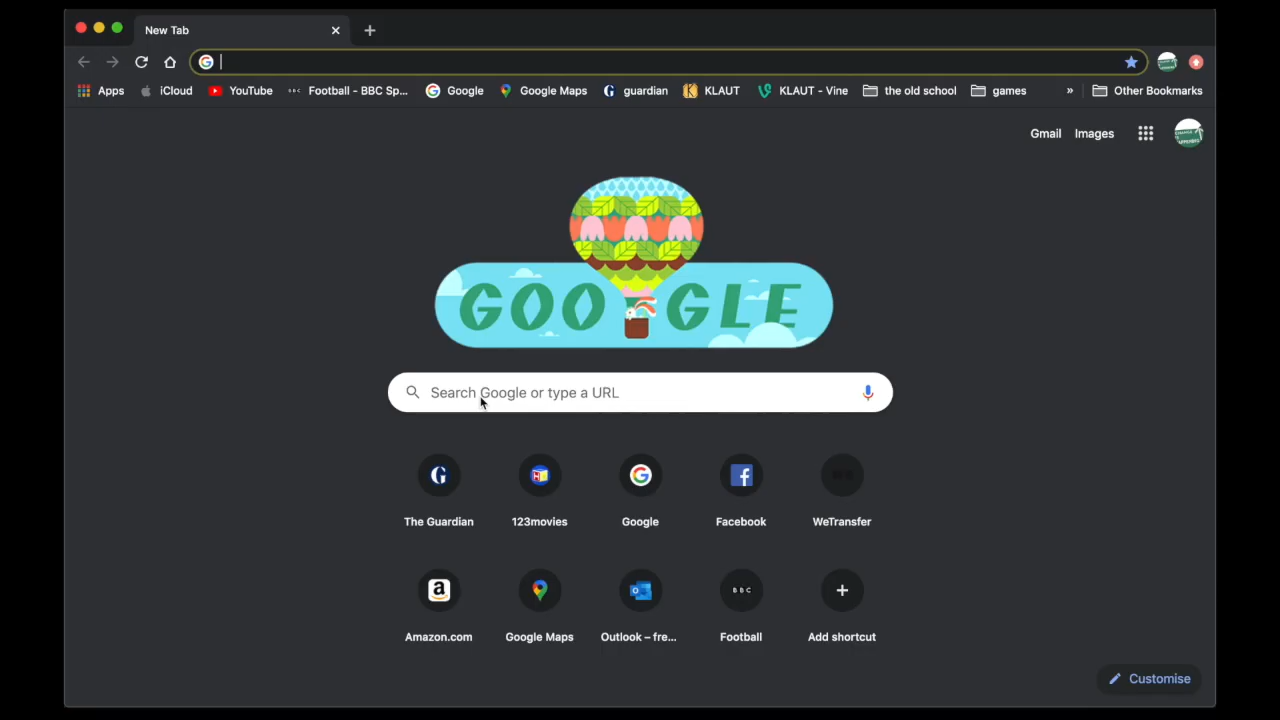 New Tab
Apps iCloud YouTube Football - BBC Sp... Google Google Maps guardian KLAUT KLAUT - Vine the old school games » Other Bookmarks
Gmail Images
GOOGLE
Search Google or type a URL
The Guardian 123movies Google Facebook WeTransfer
BBC
Amazon.com Google Maps Outlook – fre... Football Add shortcut
Customise